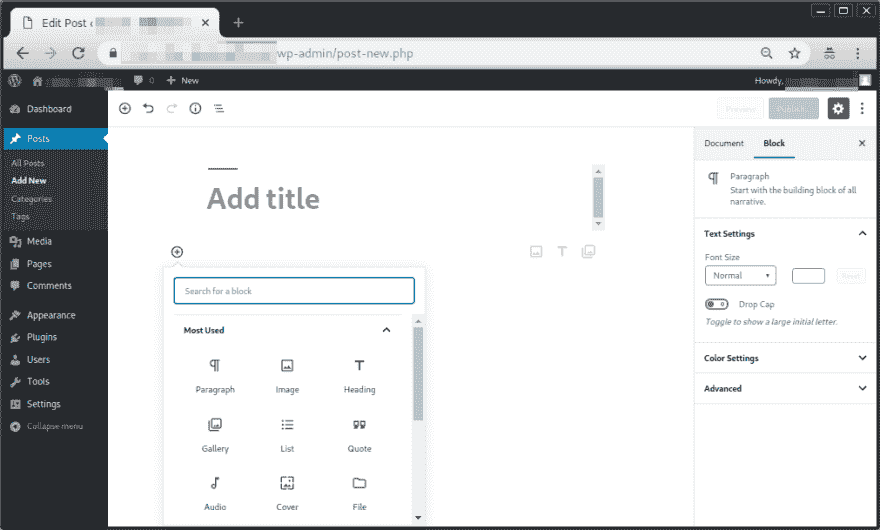 Edit Post ‹
wp-admin/post-new.php
0
New
Howdy,
Dashboard
Posts
All Posts
Add New
Categories
Tags
Media
Pages
Comments
Appearance
Plugins
Users
Tools
Settings
Collapse menu
Preview
Publish...
Add title
Search for a block
Most Used
Paragraph
Image
Heading
Gallery
List
Quote
Audio
Cover
File
Document
Block
Paragraph
Start with the building block of all
narrative.
Text Settings
Font Size
Normal
Reset
Drop Cap
Toggle to show a large initial letter.
Color Settings
Advanced